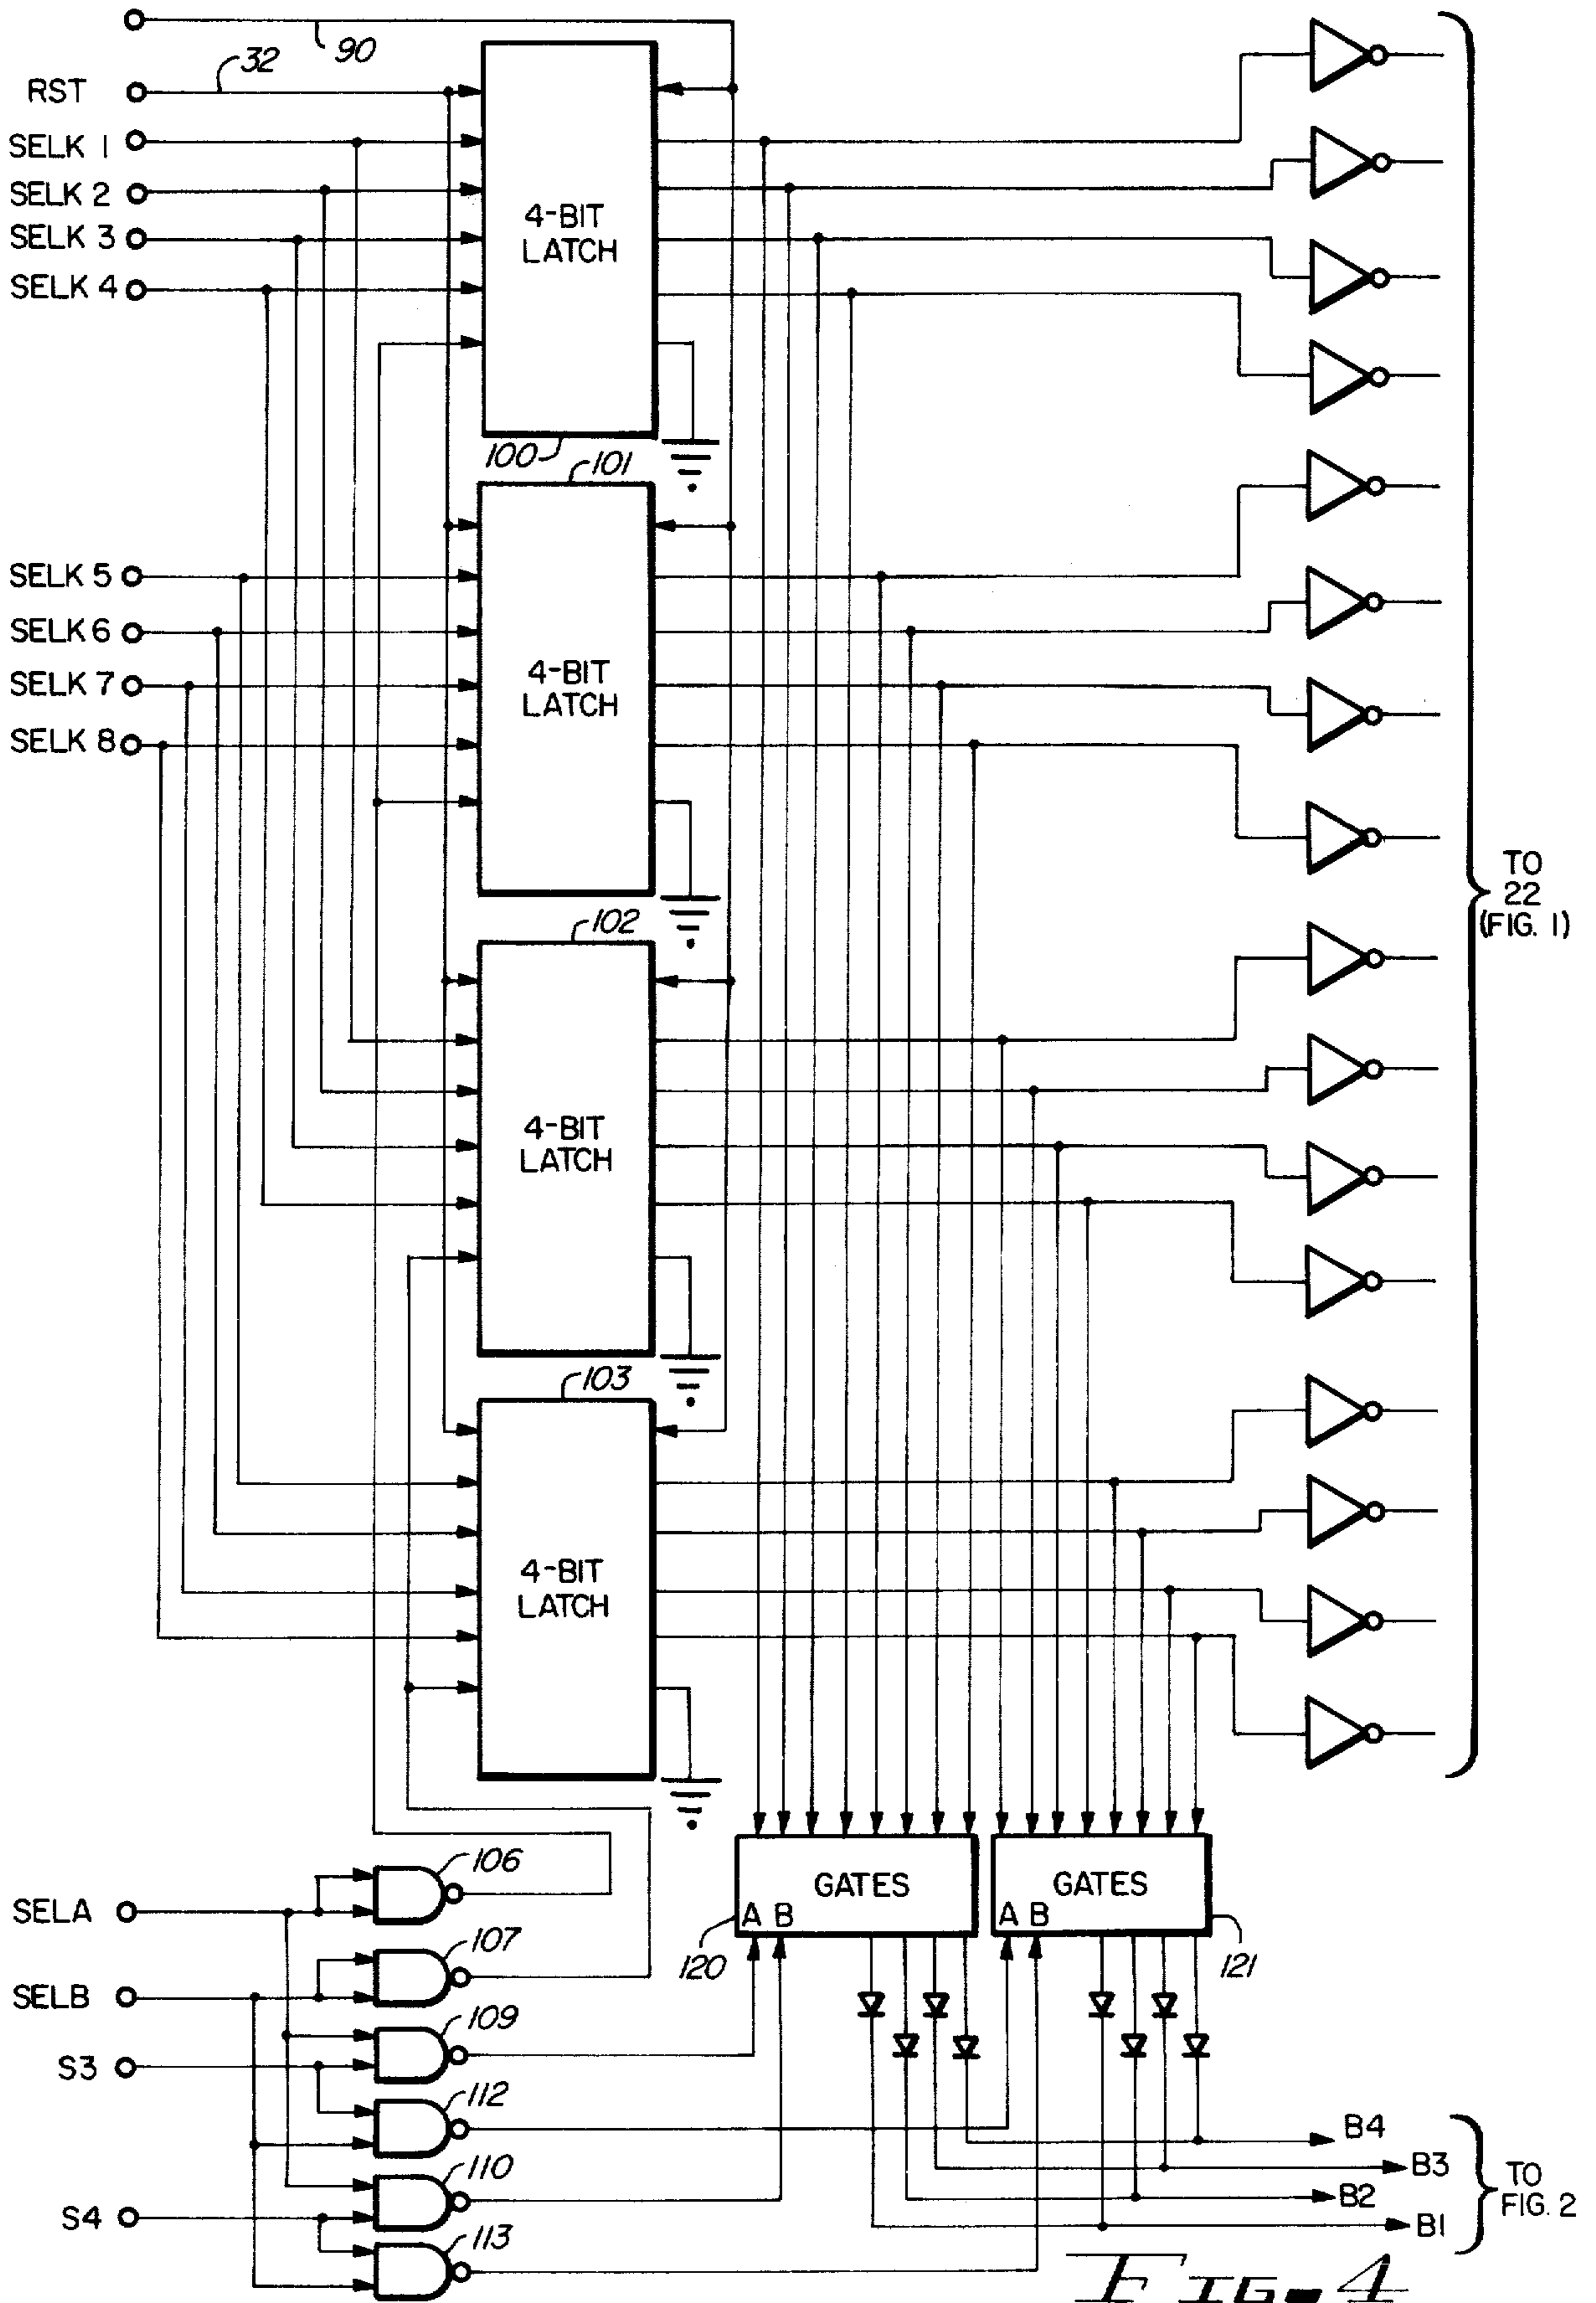 90
32
RST
SELK 1
SELK 2
SELK 3
SELK 4
4-BIT
LATCH
100
101
SELK 5
SELK 6
SELK 7
SELK 8
4-BIT
LATCH
TO
22
(FIG. 1)
102
4-BIT
LATCH
103
4-BIT
LATCH
106
SELA
GATES
A B
120
GATES
A B
121
107
SELB
109
S3
112
110
S4
113
B4
B3
B2
B1
TO
FIG. 2
FIG-4